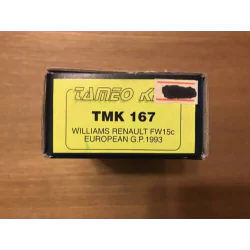 TAMEO K
TMK 167
WILLIAMS RENAULT FW15c
EUROPEAN G.P.1993